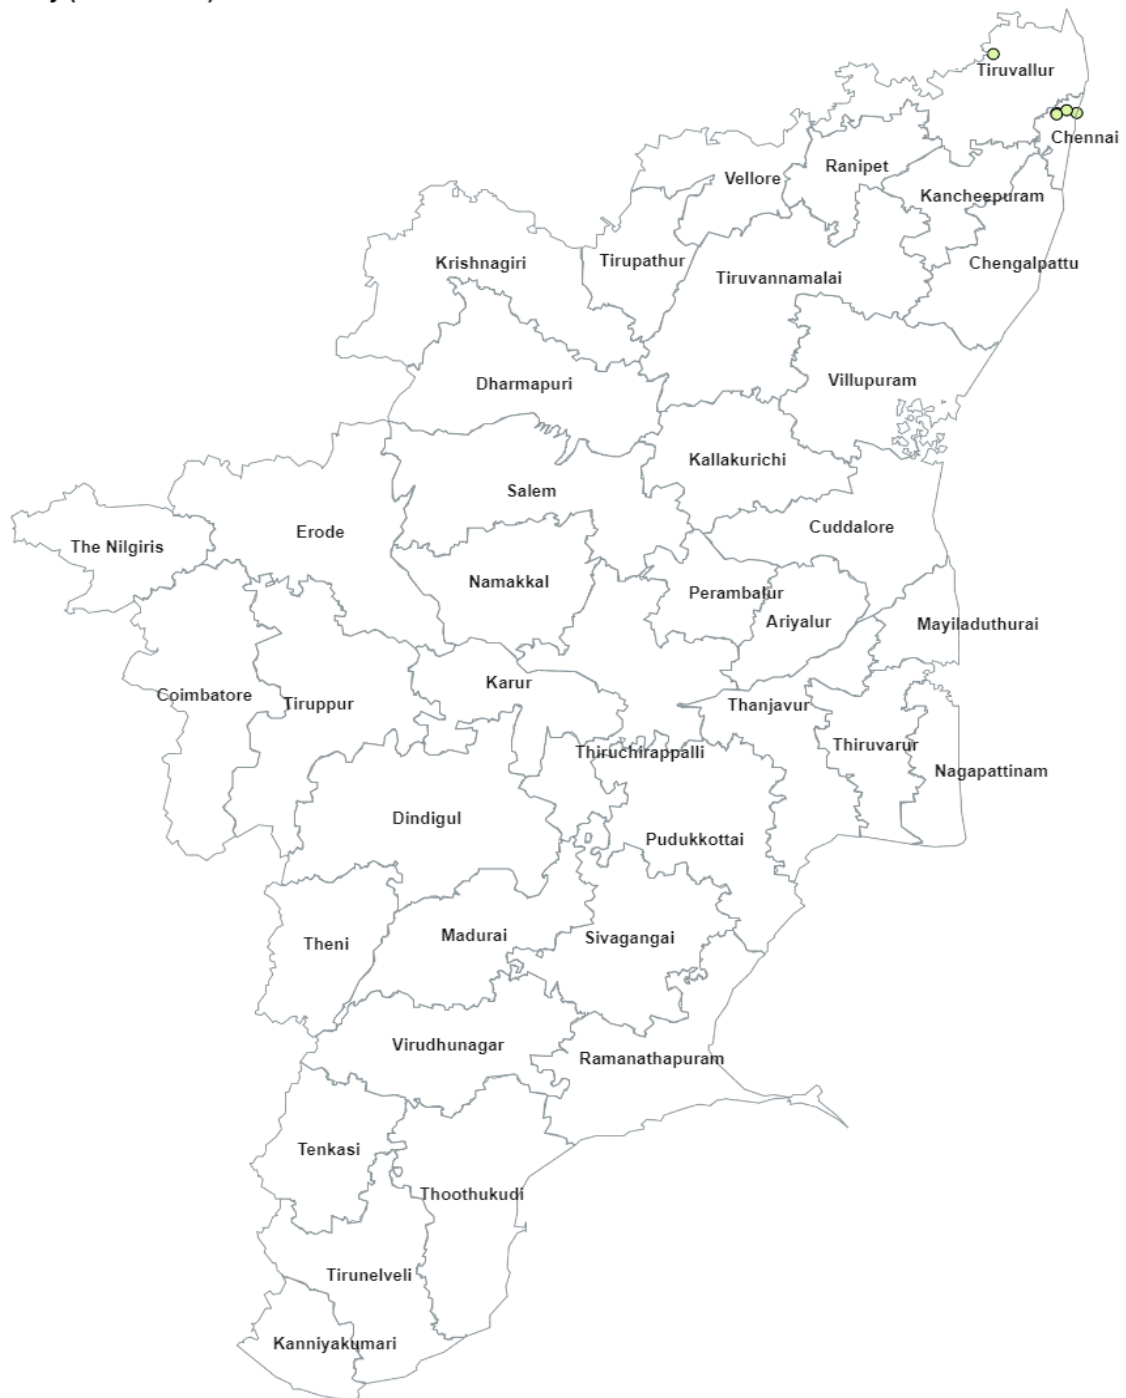 Tiruvallur
Chennai
Ranipet
Vellore
Kancheepuram
Tirupathur
Krishnagiri
Chengalpattu
Tiruvannamalai
Villupuram
Dharmapuri
Kallakurichi
Salem
Cuddalore
Erode
The Nilgiris
Namakkal
Perambalur
Ariyalur
Mayiladuthurai
Karur
Coimbatore
Tiruppur
Thanjavur
Thiruvarur
Thiruchirappalli
Nagapattinam
Dindigul
Pudukkottai
Madurai
Sivagangai
Theni
Virudhunagar
Ramanathapuram
Tenkasi
Thoothukudi
Tirunelveli
Kanniyakumari